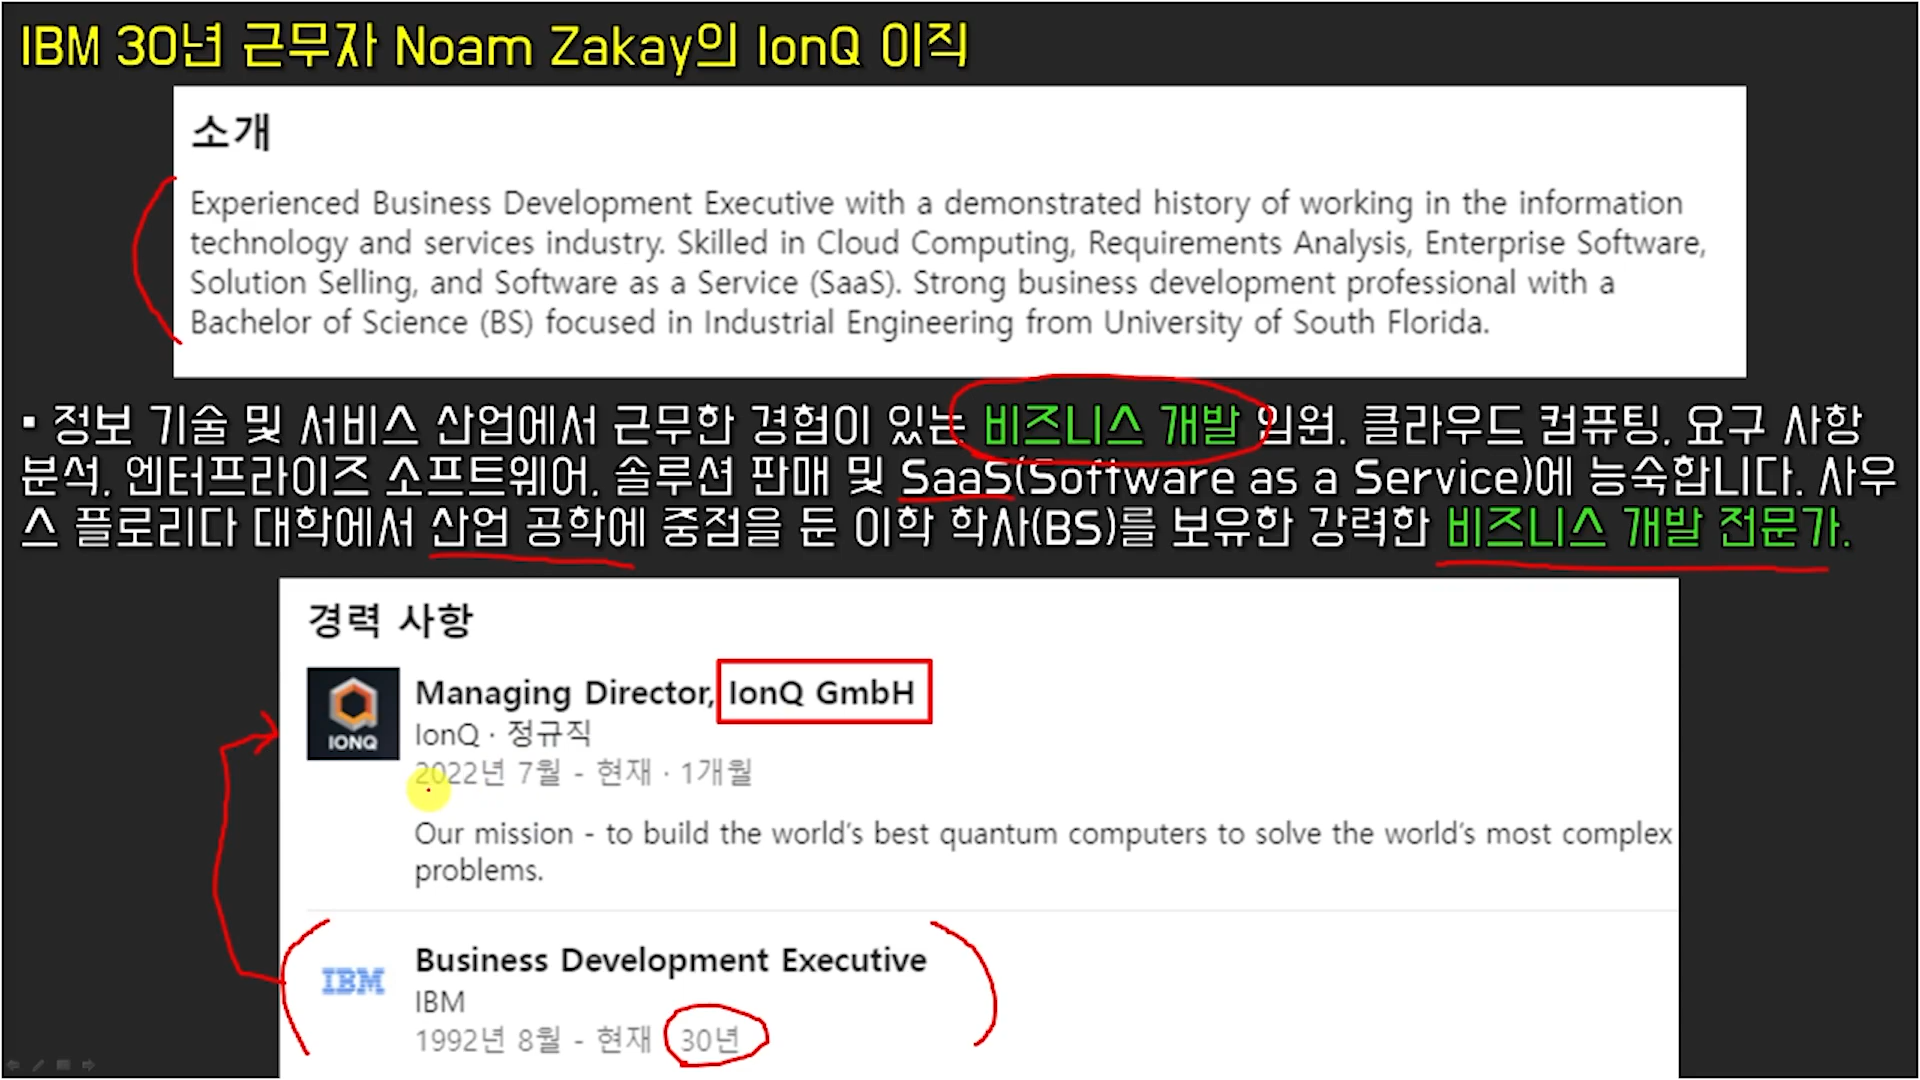 IBM 30년 근무자 Noam Zakay의 IonQ 이직
소개
Experienced Business Development Executive with a demonstrated history of working in the information
technology and services industry. Skilled in Cloud Computing, Requirements Analysis, Enterprise Software,
Solution Selling, and Software as a Service (SaaS). Strong business development professional with a
Bachelor of Science (BS) focused in Industrial Engineering from University of South Florida.
▪ 정보 기술 및 서비스 산업에서 근무한 경험이 있는 비즈니스 개발 임원. 클라우드 컴퓨팅, 요구 사항
분석, 엔터프라이즈 소프트웨어, 솔루션 판매 및 SaaS(Software as a Service)에 능숙합니다. 사우
스 플로리다 대학에서 산업 공학에 중점을 둔 이학 학사(BS)를 보유한 강력한 비즈니스 개발 전문가.
경력 사항
IONQ
Managing Director, IonQ GmbH
IonQ · 정규직
2022년 7월 - 현재 · 1개월
Our mission - to build the world's best quantum computers to solve the world's most complex
problems.
IBM
Business Development Executive
IBM
1992년 8월 - 현재 30년